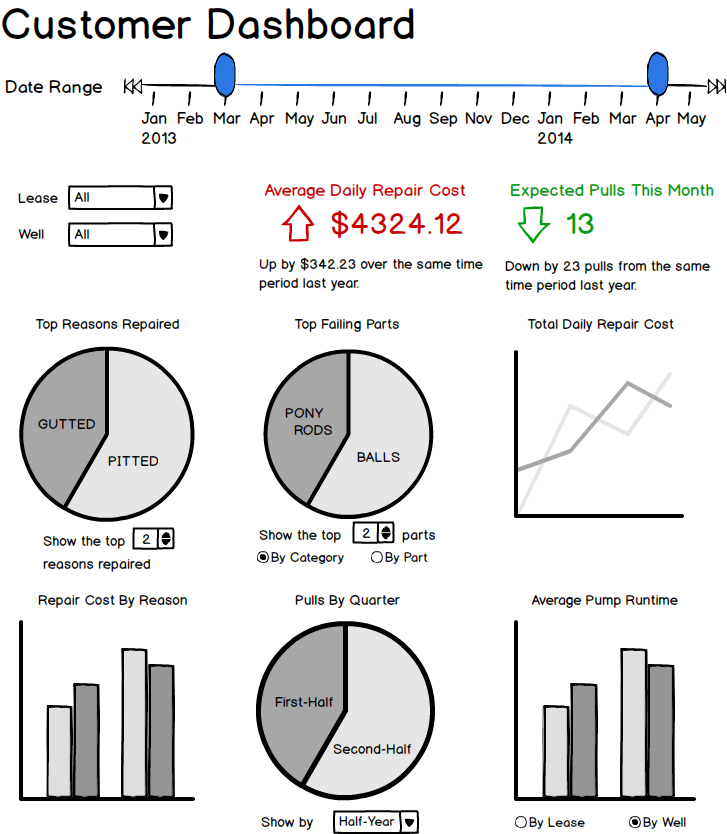 Customer Dashboard
Date Range
Jan Feb Mar Apr May Jun Jul Aug Sep Nov Dec Jan Feb Mar Apr May
2013 2014
Lease All
Well All
Average Daily Repair Cost
$4324.12
Up by $342.23 over the same time
period last year.
Expected Pulls This Month
13
Down by 23 pulls from the same
time period last year.
Top Reasons Repaired
GUTTED
PITTED
Show the top 2
reasons repaired
Top Failing Parts
PONY
RODS
BALLS
Show the top 2 parts
By Category By Part
Total Daily Repair Cost
Repair Cost By Reason
Pulls By Quarter
First-Half
Second-Half
Show by Half-Year
Average Pump Runtime
By Lease By Well